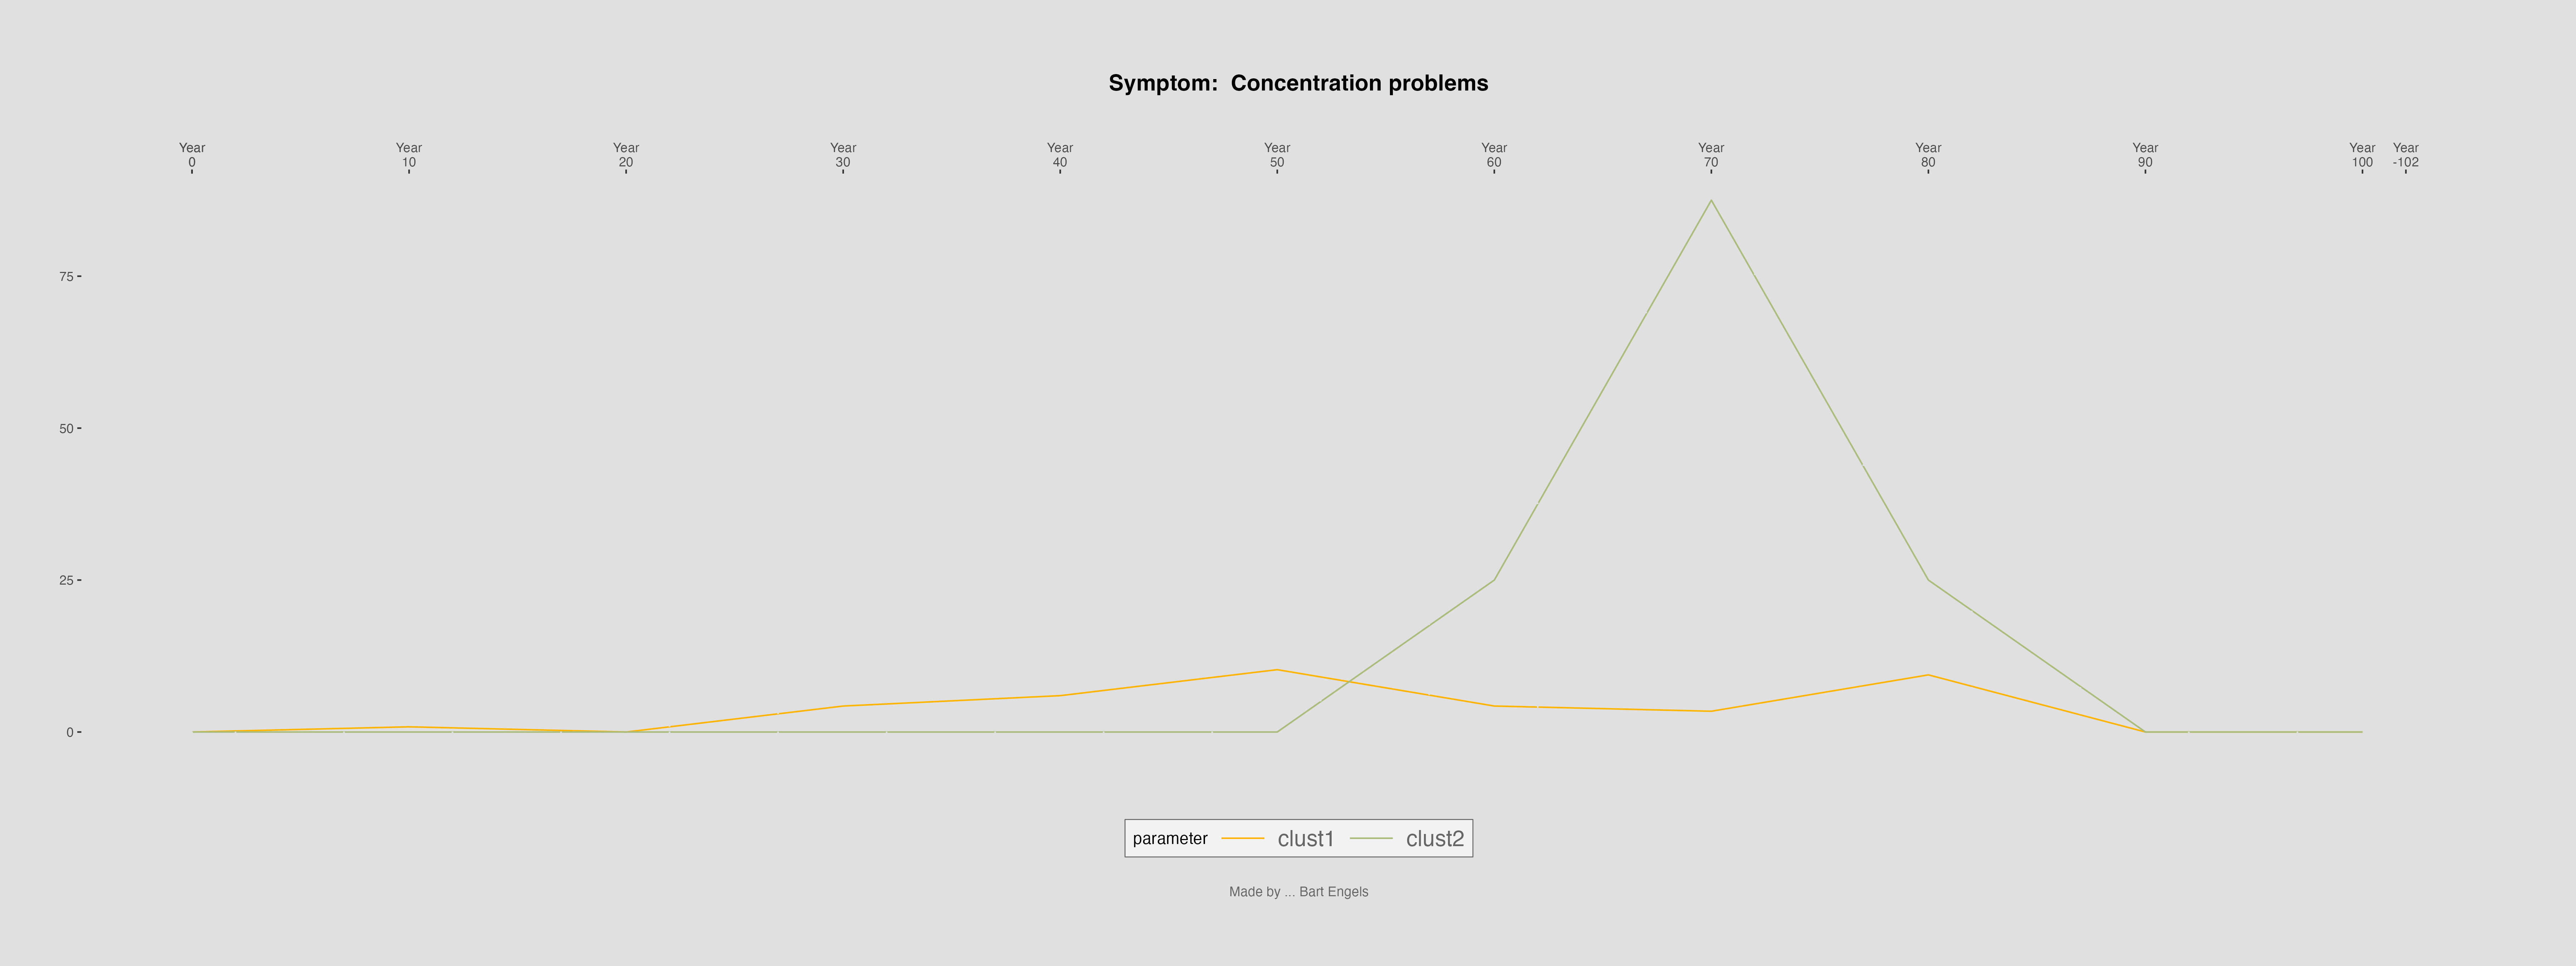 Symptom:  Concentration problems
Year Year Year Year Year Year Year Year Year Year Year Year
0 10 20 30 40 50 60 70 80 90 100 -102
75
50
25
0
parameter clust1 clust2
Made by ... Bart Engels